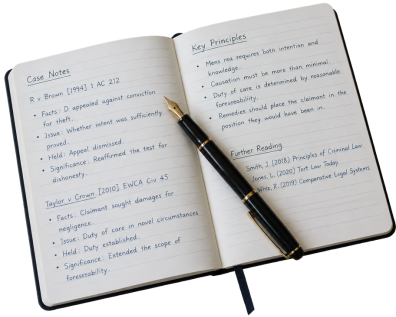 Case Notes
R v Brown [1994] 1 AC 212
• Facts: D appealed against conviction
for theft.
• Issue: Whether intent was sufficiently
proved.
• Held: Appeal dismissed.
• Significance: Reaffirmed the test for
dishonesty.
Taylor v Crown [2010] EWCA Civ 45
• Facts: Claimant sought damages for
negligence.
• Issue: Duty of care in novel circumstances
• Held: Duty established.
• Significance: Extended the scope of
foreseeability.
Key Principles
• Mens rea requires both intention and
knowledge.
• Causation must be more than minimal.
• Duty of care is determined by reasonable
foreseeability.
• Remedies should place the claimant in the
position they would have been in.
Further Reading
Smith, J. (2018) Principles of Criminal Law
Jones, L. (2020) Tort Law Today
R. (2019) Comparative Legal Systems